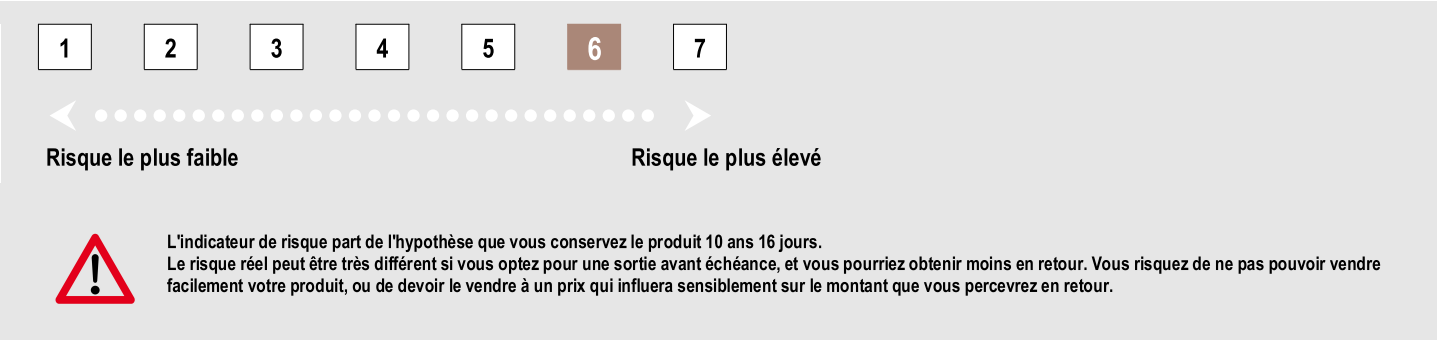 1 2 3 4 5 6 7
Risque le plus faible Risque le plus élevé
L'indicateur de risque part de l'hypothèse que vous conservez le produit 10 ans 16 jours.
Le risque réel peut être très différent si vous optez pour une sortie avant échéance, et vous pourriez obtenir moins en retour. Vous risquez de ne pas pouvoir vendre
facilement votre produit, ou de devoir le vendre à un prix qui influera sensiblement sur le montant que vous percevrez en retour.